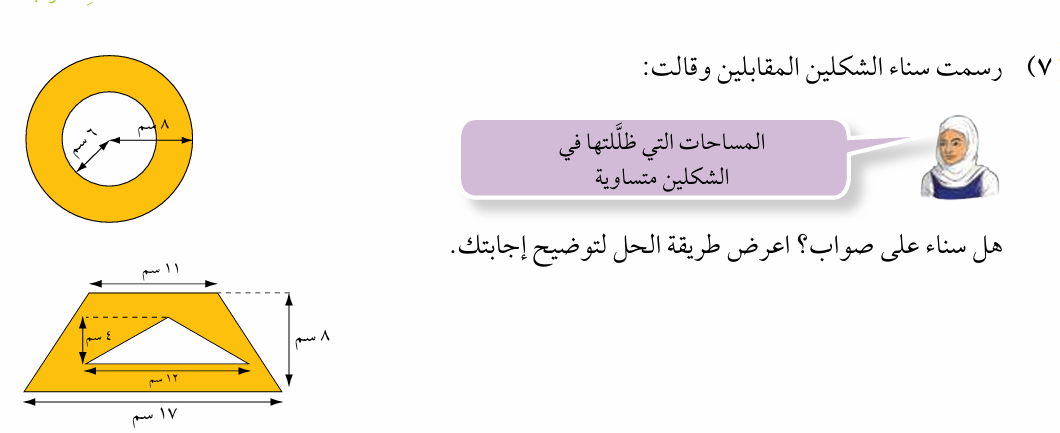 ٧) رسمت سناء الشكلين المقابلين وقالت:
المساحات التي ظلَّلتها في
الشكلين متساوية
هل سناء على صواب؟ اعرض طريقة الحل لتوضيح إجابتك.
٨ سم
٦ سم
١١ سم
٨ سم
٤ سم
١٢ سم
١٧ سم